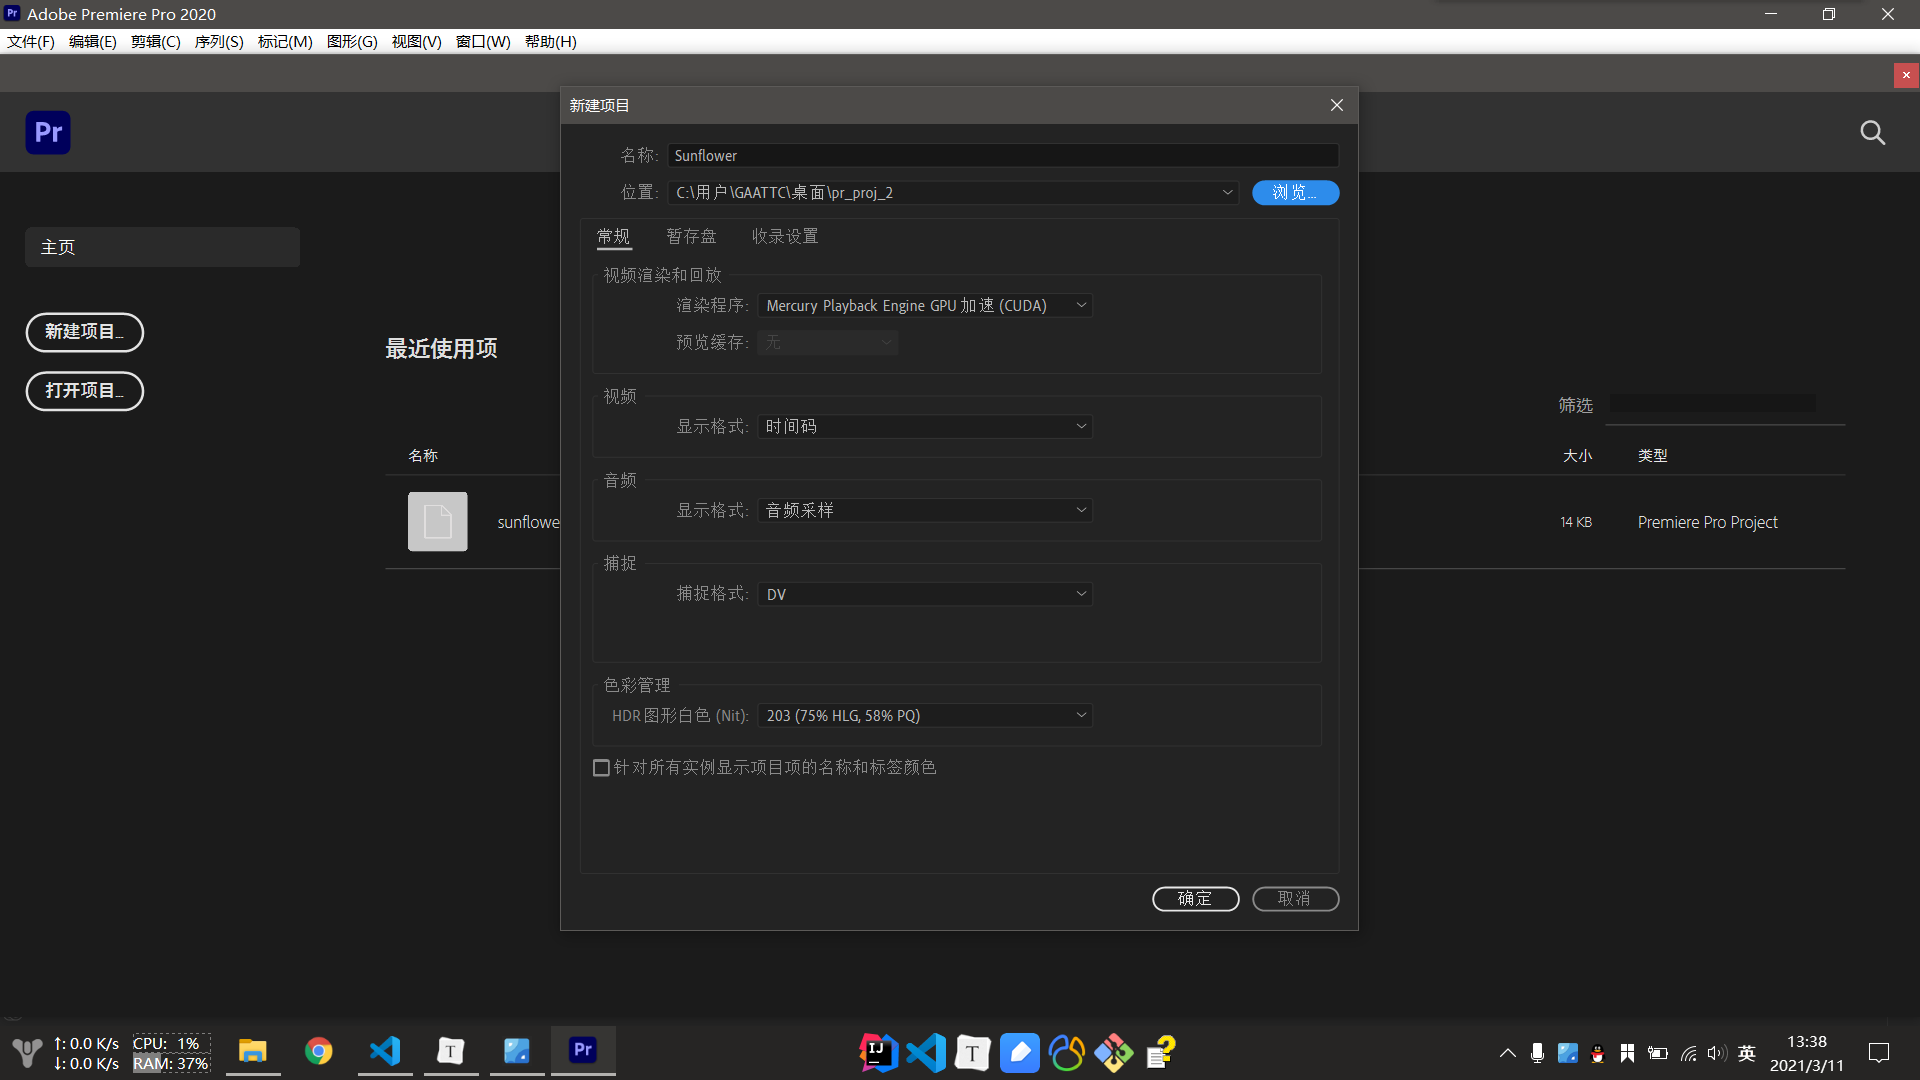 Pr Adobe Premiere Pro 2020
文件(F) 编辑(E) 剪辑(C) 序列(S) 标记(M) 图形(G) 视图(V) 窗口(W) 帮助(H)
Pr
主页
新建项目...
打开项目...
最近使用项
筛选
名称 大小 类型
sunflowe 14 KB Premiere Pro Project
新建项目
名称: Sunflower
位置: C:\用户\GAATTC\桌面\pr_proj_2 浏览...
常规 暂存盘 收录设置
视频渲染和回放
渲染程序: Mercury Playback Engine GPU 加速 (CUDA)
预览缓存: 无
视频
显示格式: 时间码
音频
显示格式: 音频采样
捕捉
捕捉格式: DV
色彩管理
HDR 图形白色 (Nit): 203 (75% HLG, 58% PQ)
针对所有实例显示项目项的名称和标签颜色
确定 取消
↑: 0.0 K/s CPU: 1%
↓: 0.0 K/s RAM: 37%
T Pr IJ T 英
13:38
2021/3/11